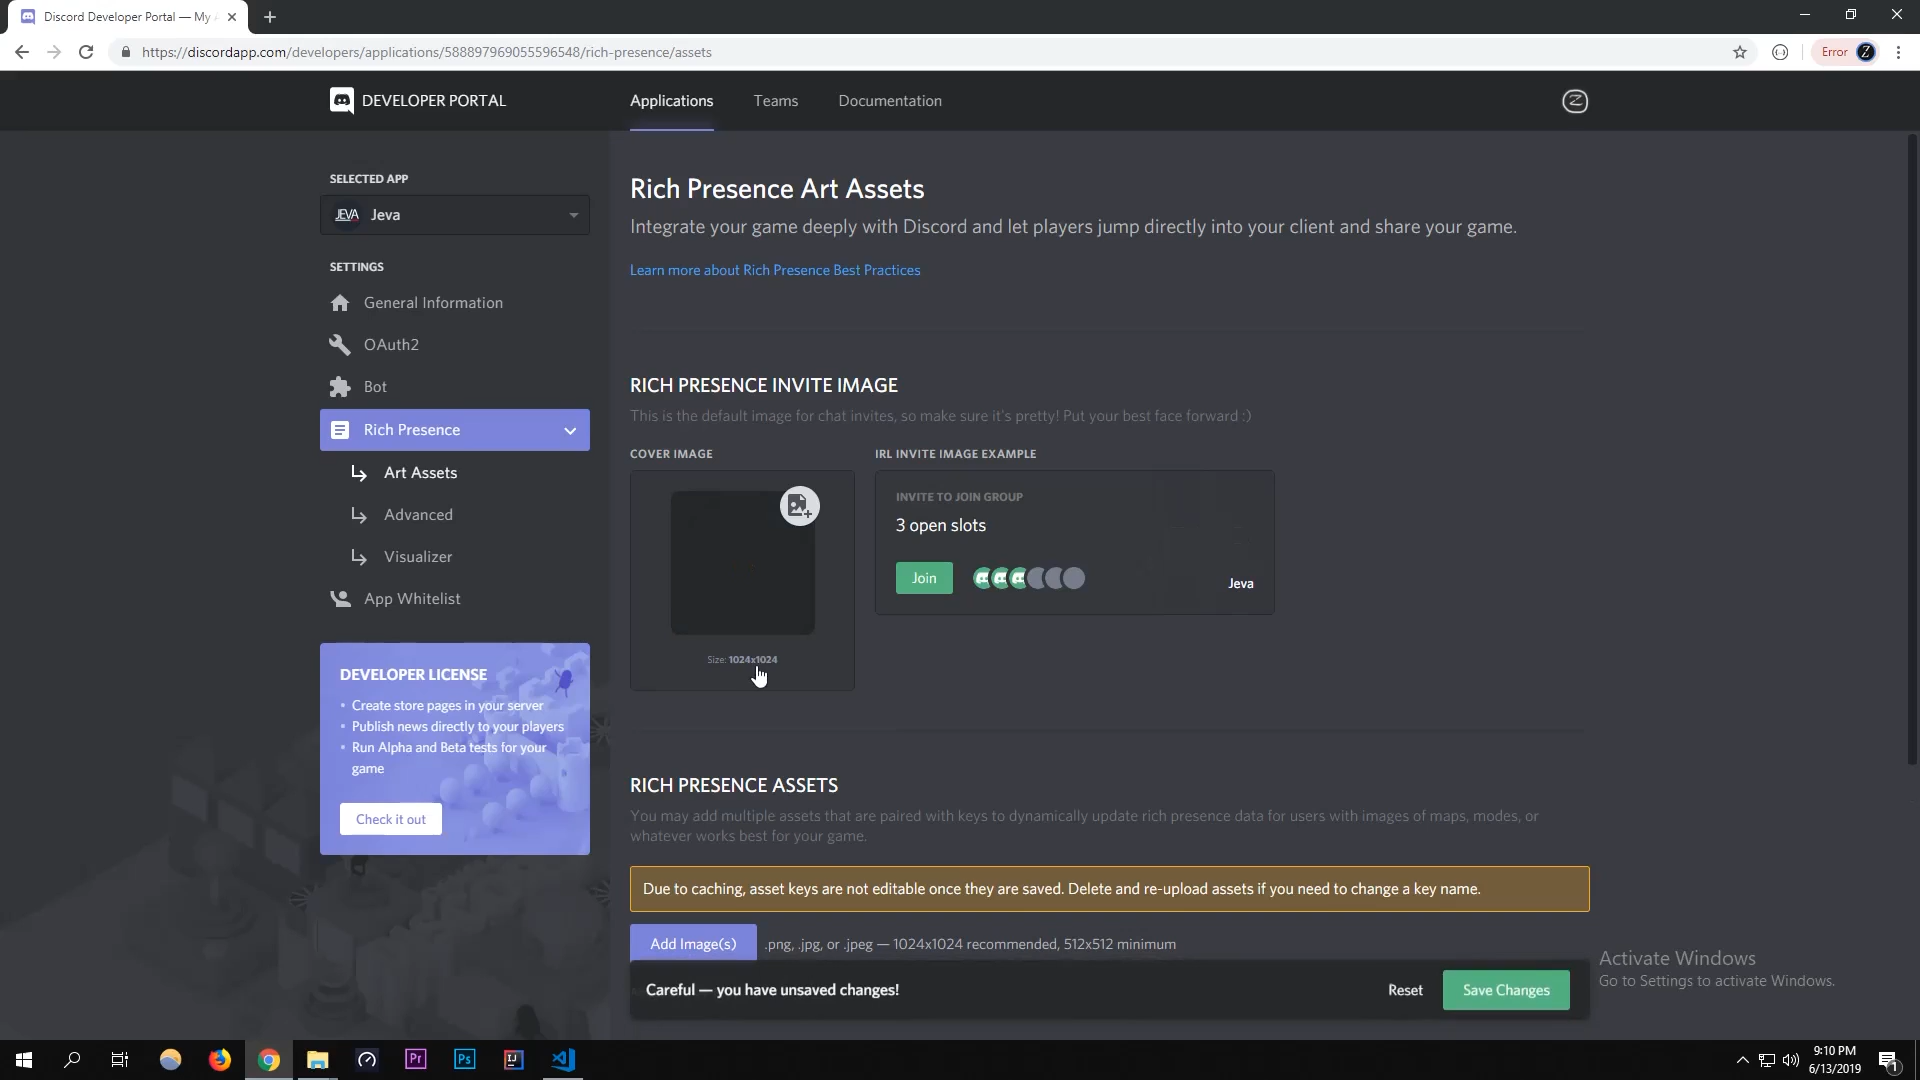 Discord Developer Portal — My A
https://discordapp.com/developers/applications/588897969055596548/rich-presence/assets
Error
Z
DEVELOPER PORTAL
Applications
Teams
Documentation
Z
SELECTED APP
JEVA
Jeva
SETTINGS
General Information
OAuth2
Bot
Rich Presence
Art Assets
Advanced
Visualizer
App Whitelist
DEVELOPER LICENSE
• Create store pages in your server
• Publish news directly to your players
• Run Alpha and Beta tests for your
game
Check it out
Rich Presence Art Assets
Integrate your game deeply with Discord and let players jump directly into your client and share your game.
Learn more about Rich Presence Best Practices
RICH PRESENCE INVITE IMAGE
This is the default image for chat invites, so make sure it's pretty! Put your best face forward :)
COVER IMAGE
Size: 1024x1024
IRL INVITE IMAGE EXAMPLE
INVITE TO JOIN GROUP
3 open slots
Join
Jeva
RICH PRESENCE ASSETS
You may add multiple assets that are paired with keys to dynamically update rich presence data for users with images of maps, modes, or
whatever works best for your game.
Due to caching, asset keys are not editable once they are saved. Delete and re-upload assets if you need to change a key name.
Add Image(s)
.png, .jpg, or .jpeg — 1024x1024 recommended, 512x512 minimum
Careful — you have unsaved changes!
Reset
Save Changes
Activate Windows
Go to Settings to activate Windows.
Pr
Ps
IJ
9:10 PM
6/13/2019
1